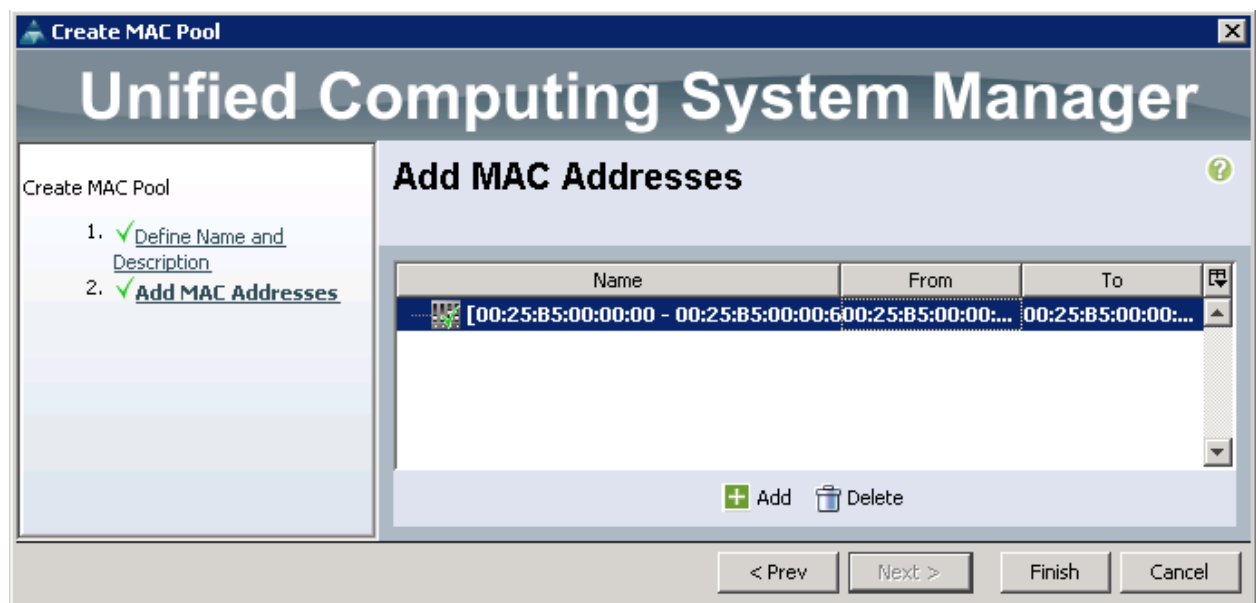 Create MAC Pool
Unified Computing System Manager
Create MAC Pool
1. Define Name and
Description
2. Add MAC Addresses
Add MAC Addresses
Name From To
[00:25:B5:00:00:00 - 00:25:B5:00:00:6 00:25:B5:00:00:... 00:25:B5:00:00:...
Add Delete
< Prev Next > Finish Cancel